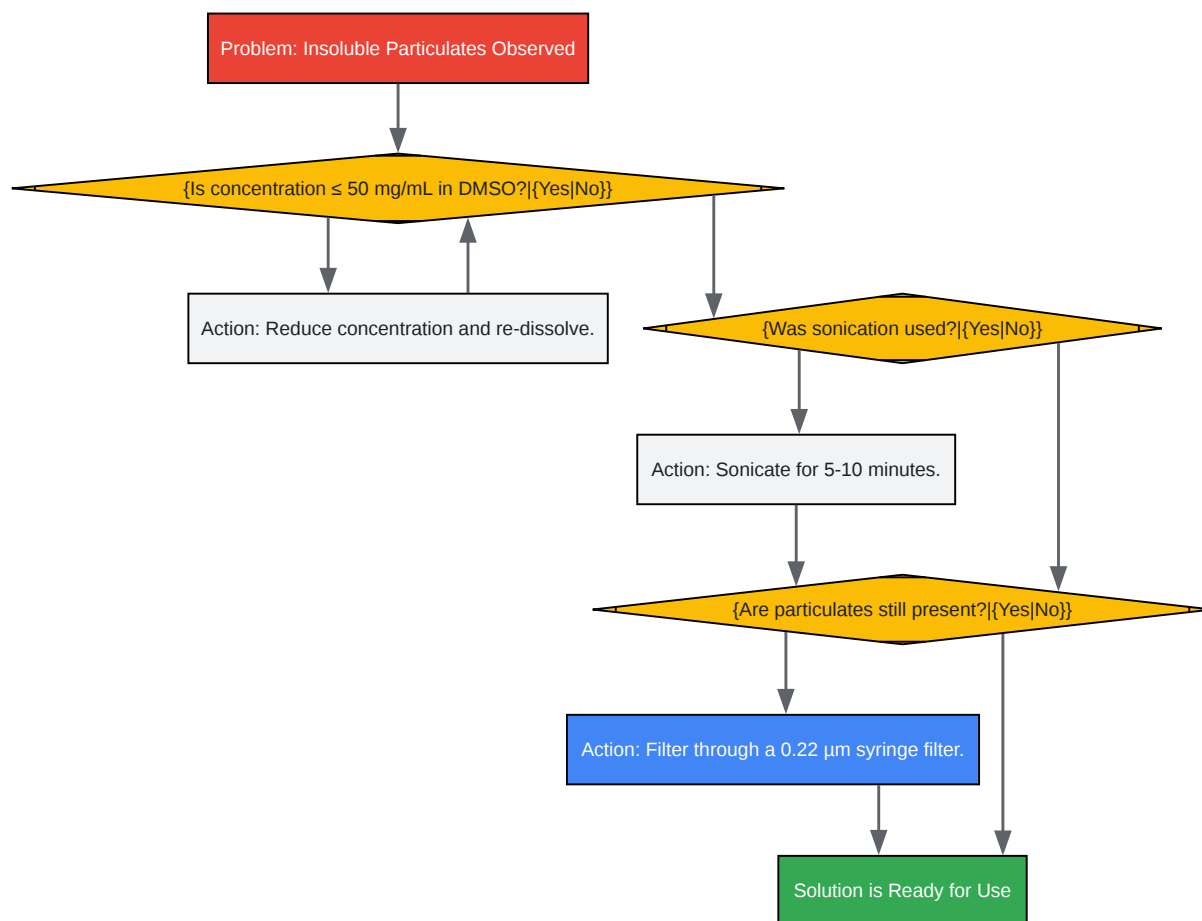 Problem: Insoluble Particulates Observed
{Is concentration ≤ 50 mg/mL in DMSO?|{Yes|No}}
Action: Reduce concentration and re-dissolve.
{Was sonication used?|{Yes|No}}
Action: Sonicate for 5-10 minutes.
{Are particulates still present?|{Yes|No}}
Action: Filter through a 0.22 µm syringe filter.
Solution is Ready for Use